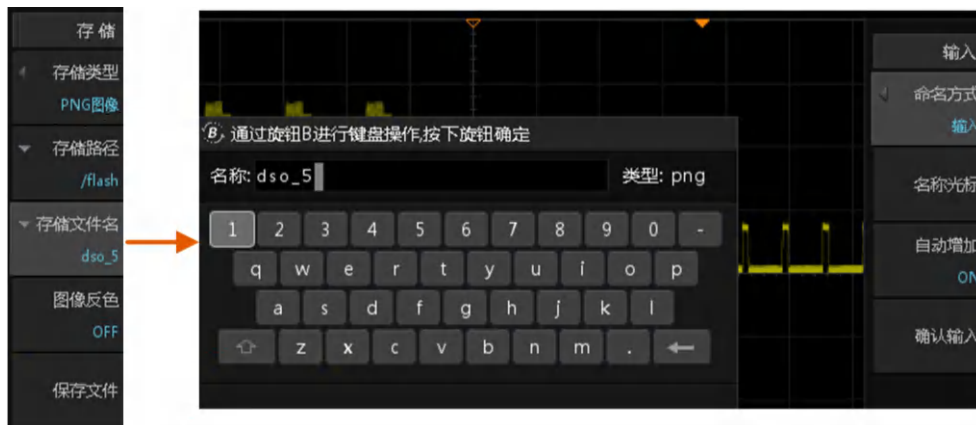 存储
存储类型
PNG图像
存储路径
/flash
存储文件名
dso_5
图像反色
OFF
保存文件
B 通过旋钮B进行键盘操作,按下旋钮确定
名称: dso_5 类型: png
1 2 3 4 5 6 7 8 9 0 -
q w e r t y u i o p
a s d f g h j k l
z x c v b n m .
输入
命名方式
输入
名称光标
自动增加
ON
确认输入